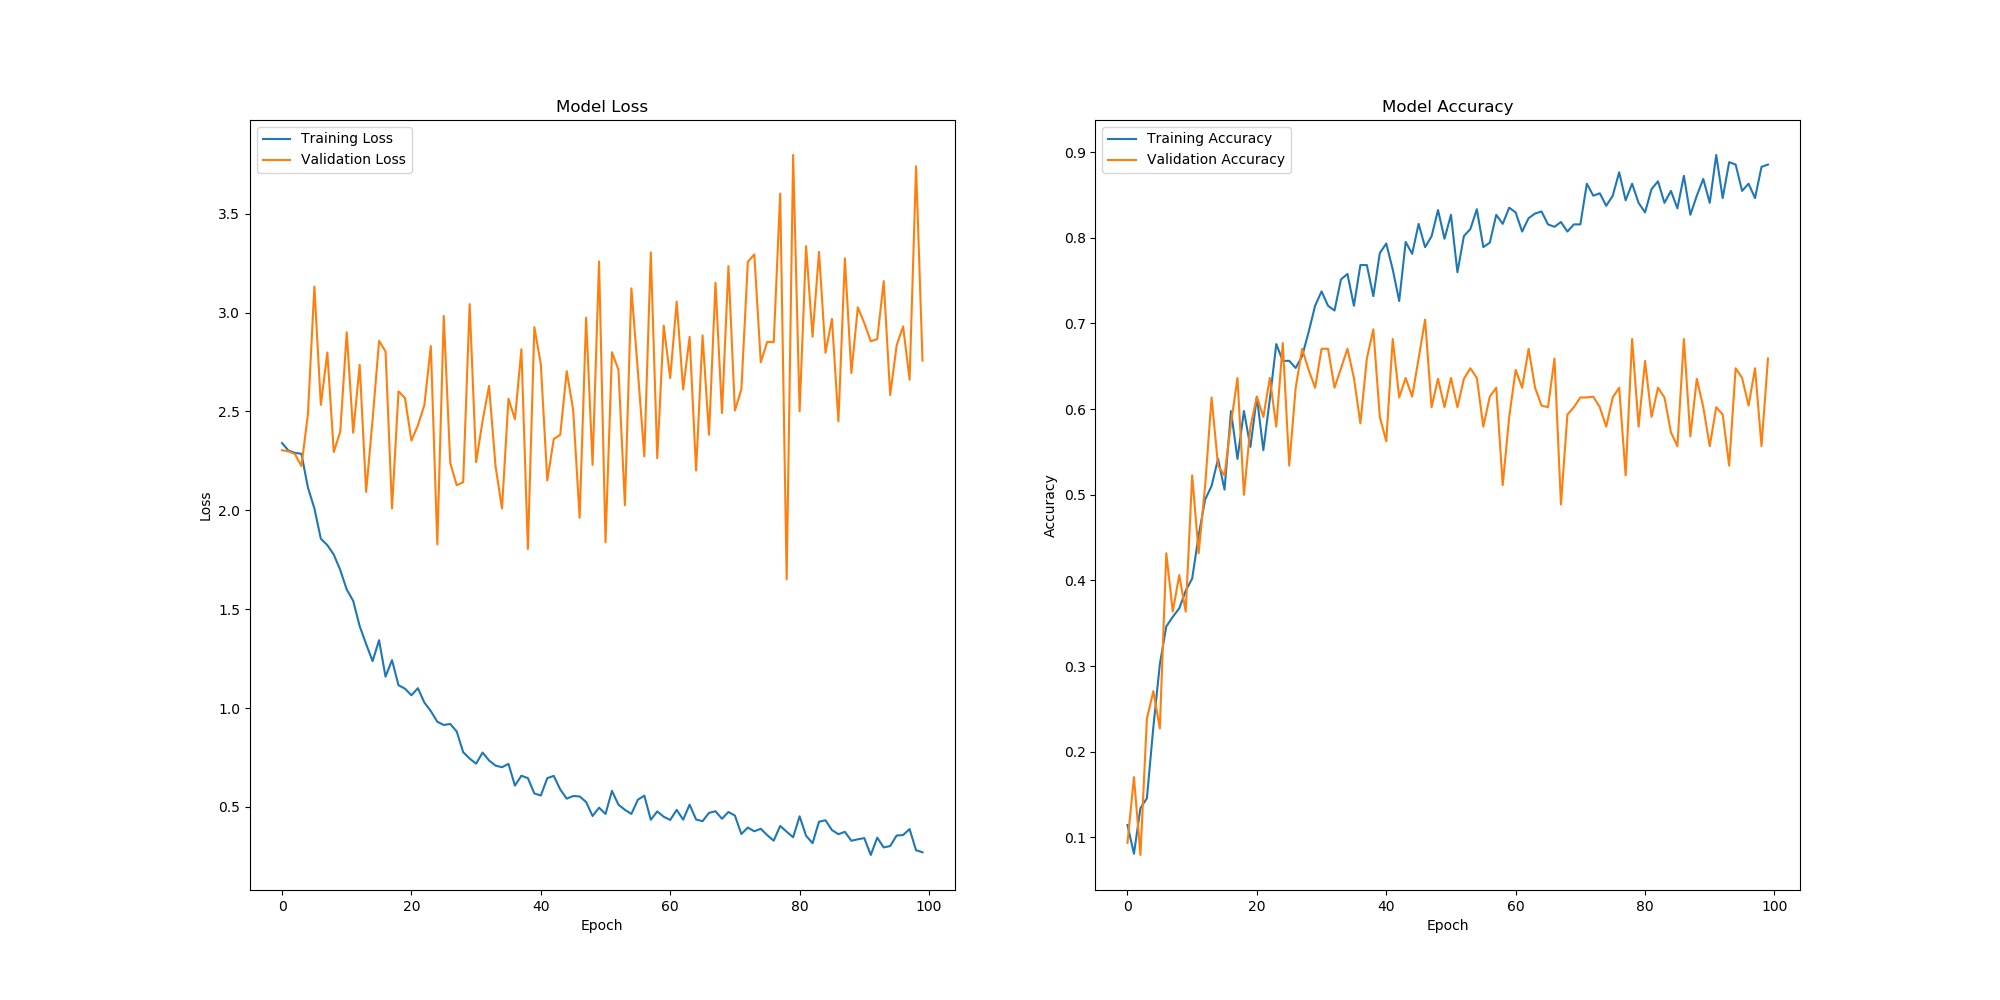 Model Loss
Training Loss
Validation Loss
3.5
3.0
2.5
2.0
1.5
1.0
0.5
Loss
0 20 40 60 80 100
Epoch
Model Accuracy
Training Accuracy
Validation Accuracy
0.9
0.8
0.7
0.6
0.5
0.4
0.3
0.2
0.1
Accuracy
0 20 40 60 80 100
Epoch